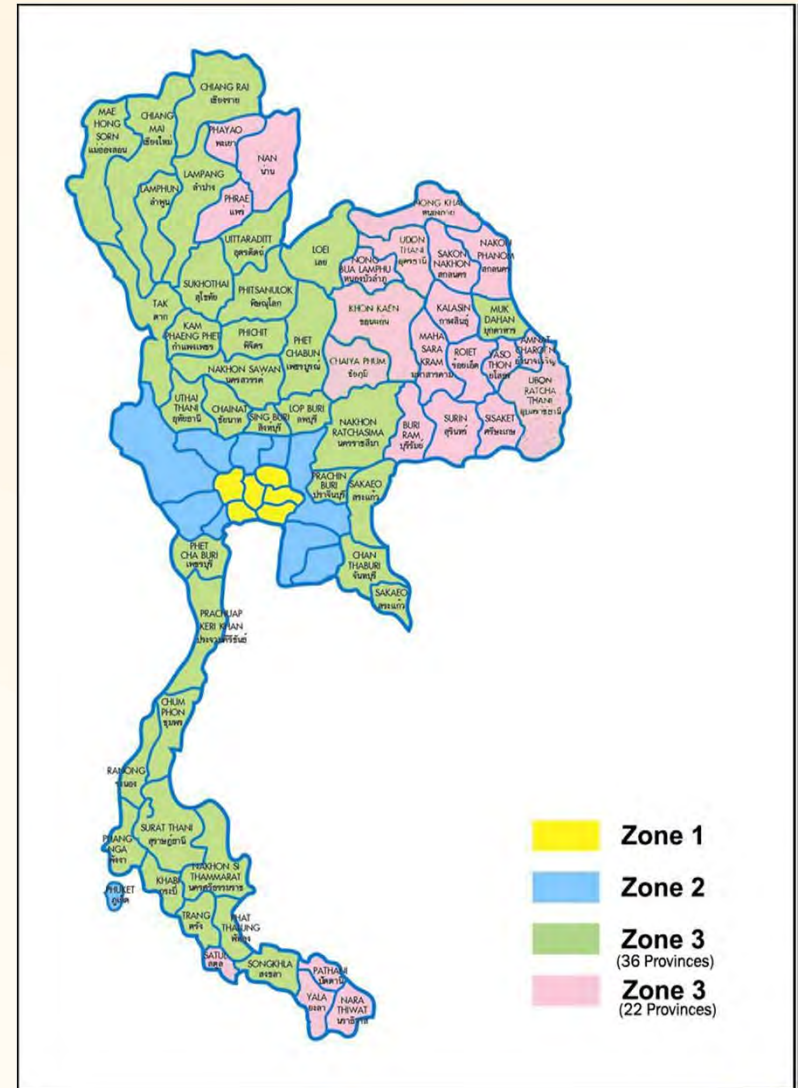 CHIANG RAI
เชียงราย
MAE
HONG
SORN
แม่ฮ่องสอน
CHIANG
MAI
เชียงใหม่
PHAYAO
พะเยา
NAN
น่าน
LAMPANG
ลำปาง
LAMPHUN
ลำพูน
PHRAE
แพร่
UITTARADITT
อุตรดิตถ์
LOEI
เลย
NONG KHAI
หนองคาย
UDON
THANI
อุดรธานี
NONG
BUA LAMPHU
หนองบัวลำภู
SAKON
NAKHON
สกลนคร
NAKON
PHANOM
สกลนคร
SUKHOTHAI
สุโขทัย
PHITSANULOK
พิษณุโลก
TAK
ตาก
KAM
PHAENG PHET
กำแพงเพชร
PHICHIT
พิจิตร
PHET
CHABUN
เพชรบูรณ์
KHON KAEN
ขอนแก่น
KALASIN
กาฬสินธุ์
MUK
DAHAN
มุกดาหาร
MAHA
SARA
KRAM
มหาสารคาม
ROIET
ร้อยเอ็ด
YASO
THON
ยโสธร
CHAROEN
อำนาจเจริญ
CHAIYA PHUM
ชัยภูมิ
NAKHON SAWAN
นครสวรรค์
UBON
RATCHA
THANI
อุบลราชธานี
UTHAI
THANI
อุทัยธานี
CHAINAT
ชัยนาท
SING BURI
สิงหบุรี
LOP BURI
ลพบุรี
NAKHON
RATCHASIMA
นครราชสีมา
BURI
RAM
บุรีรัมย์
SURIN
สุรินทร์
SISAKET
ศรีษะเกษ
PRACHIN
BURI
ปราจีนบุรี
SAKAEO
สระแก้ว
PHET
CHA BURI
เพชรบุรี
CHAN
THABURI
จันทบุรี
SAKAEO
สระแก้ว
PRACHUAP
KERI KHAN
ประจวบคีรีขันธ์
CHUM
PHON
ชุมพร
RANONG
ระนอง
SURAT THANI
สุราษฎ์ธานี
PHANG
NGA
พังงา
NAKHON SI
THAMMARAT
นครศรีธรรมราช
KHABI
กระบี่
PHUKET
ภูเก็ต
TRANG
ตรัง
PHAT
THALUNG
พัทลุง
SATUL
สตูล
SONGKHLA
สงขลา
PATHANI
ปัตตานี
YALA
ยะลา
NARA
THIWAT
นราธิวาส
Zone 1
Zone 2
Zone 3
(36 Provinces)
Zone 3
(22 Provinces)